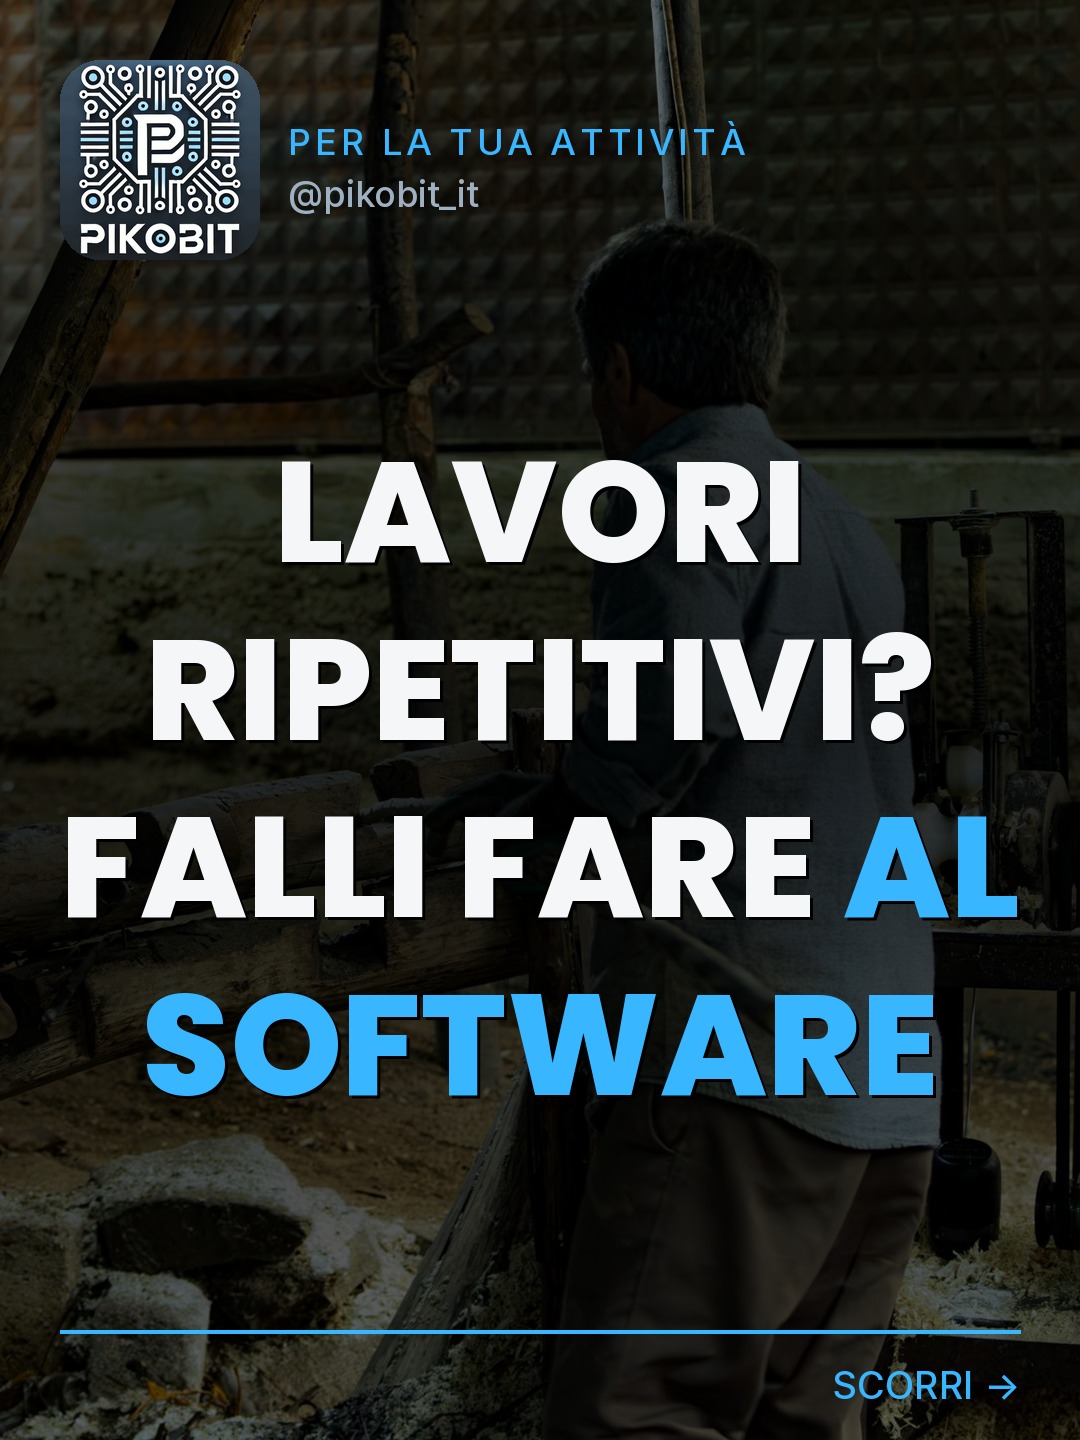 PIKOBIT
PER LA TUA ATTIVITÀ
@pikobit_it
LAVORI
RIPETITIVI?
FALLI FARE AL
SOFTWARE
SCORRI →